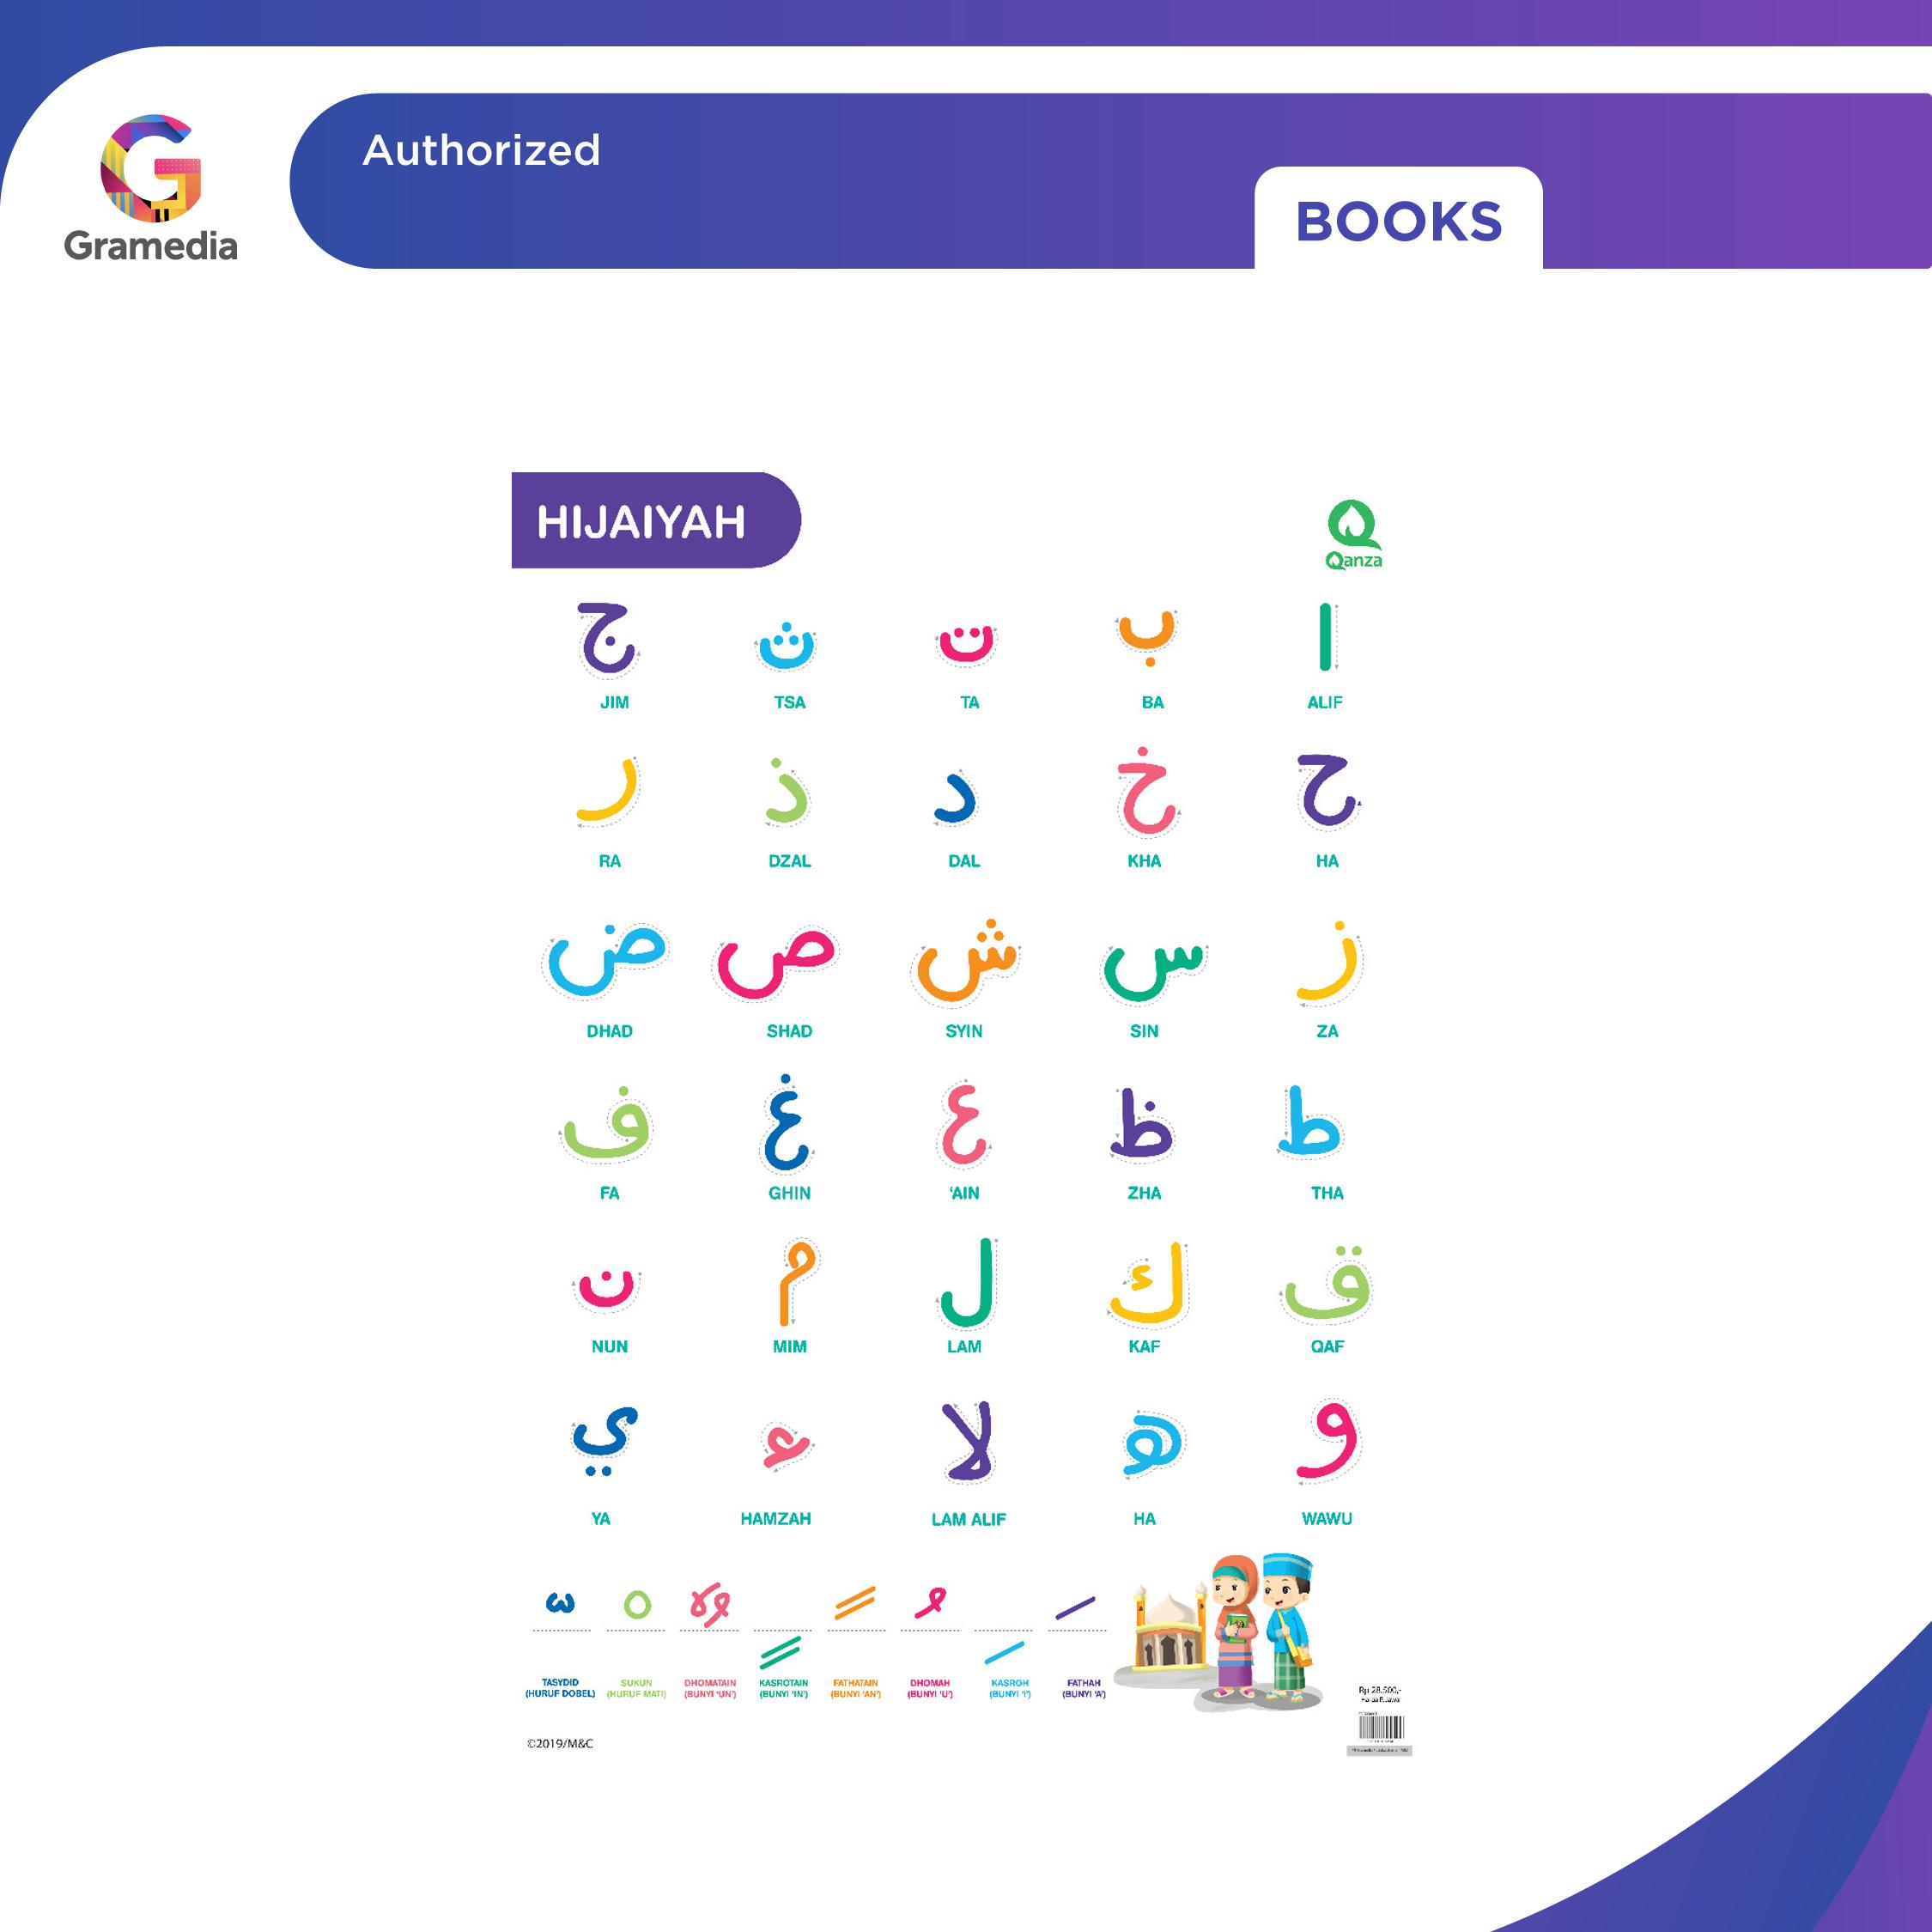 Gramedia
Authorized
BOOKS
HIJAIYAH
Qanza
ج ث ت ب ا
JIM TSA TA BA ALIF
ر ذ د خ ح
RA DZAL DAL KHA HA
ض ص ش س ز
DHAD SHAD SYIN SIN ZA
ف غ ع ظ ط
FA GHIN ‘AIN ZHA THA
ن م ل ك ق
NUN MIM LAM KAF QAF
ي ء لا ه و
YA HAMZAH LAM ALIF HA WAWU
TASYDID SUKUN DHOMATAIN KASROTAIN FATHATAIN DHOMAH KASROH FATHAH
(HURUF DOBEL) (HURUF MATI) (BUNYI ‘UN’) (BUNYI ‘IN’) (BUNYI ‘AN’) (BUNYI ‘U’) (BUNYI ‘I’) (BUNYI ‘A’)
Rp 28.500,-
©2019/M&C